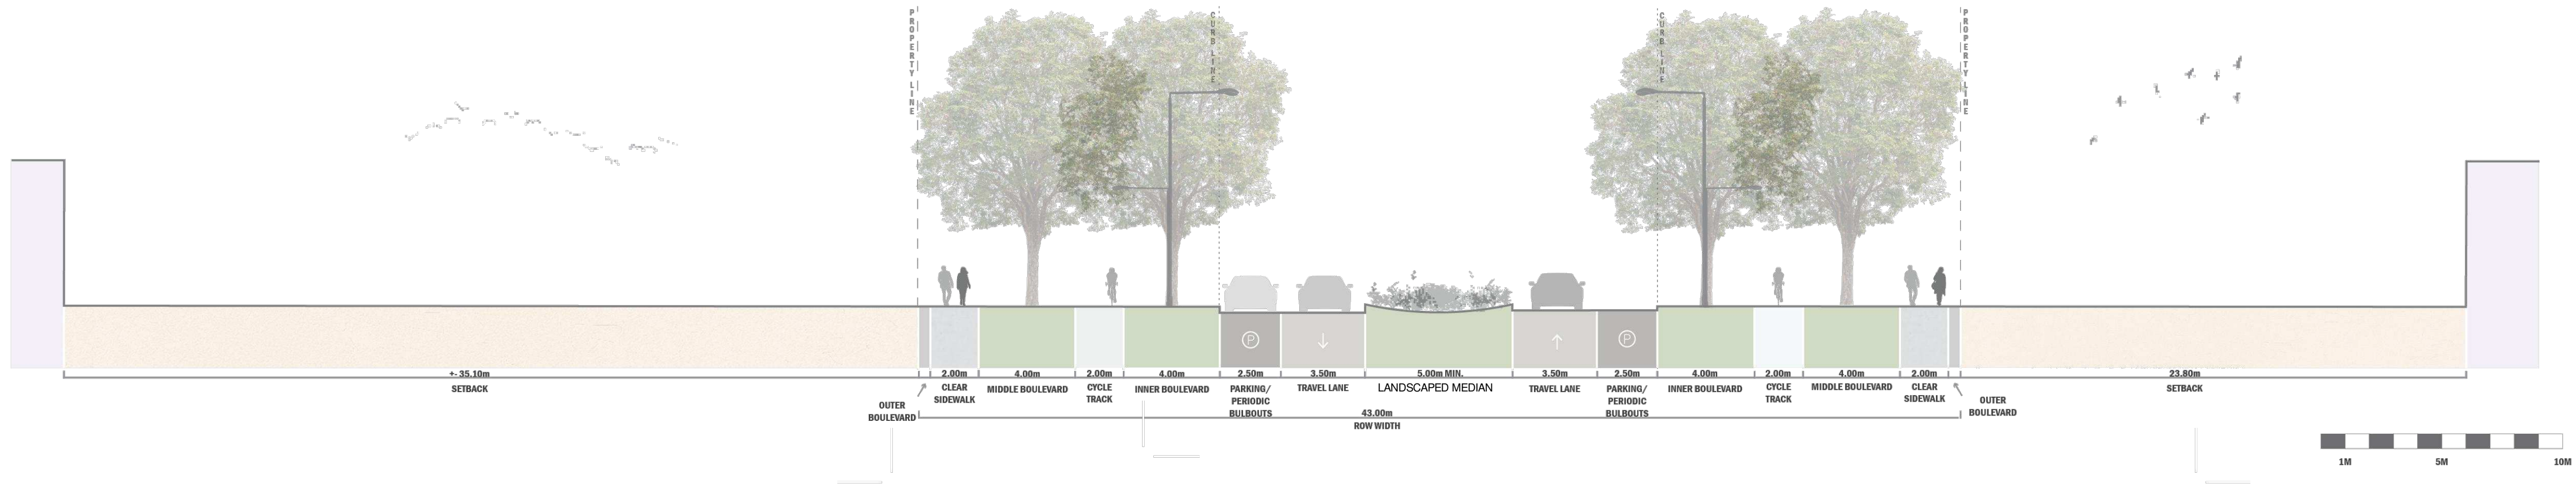 PROPERTY LINE
CURB LINE
CURB LINE
PROPERTY LINE
P
P
+- 35.10m
2.00m
4.00m
2.00m
4.00m
2.50m
3.50m
5.00m MIN.
3.50m
2.50m
4.00m
2.00m
4.00m
2.00m
23.80m
SETBACK
OUTER
BOULEVARD
CLEAR
SIDEWALK
MIDDLE BOULEVARD
CYCLE
TRACK
INNER BOULEVARD
PARKING/
PERIODIC
BULBOUTS
TRAVEL LANE
LANDSCAPED MEDIAN
TRAVEL LANE
PARKING/
PERIODIC
BULBOUTS
INNER BOULEVARD
CYCLE
TRACK
MIDDLE BOULEVARD
CLEAR
SIDEWALK
OUTER
BOULEVARD
SETBACK
43.00m
ROW WIDTH
1M
5M
10M